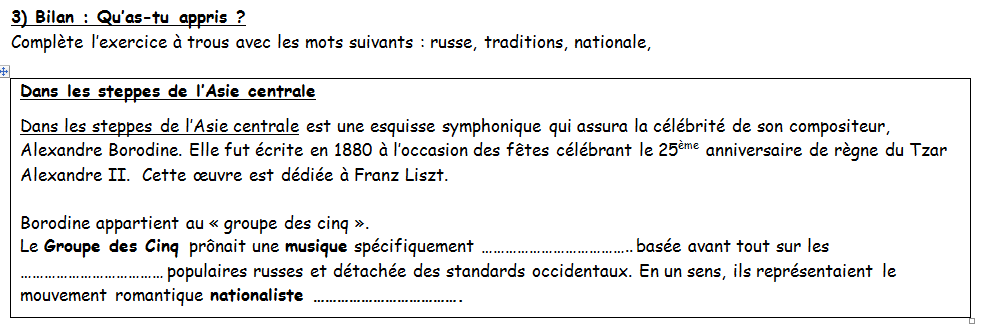 3) Bilan : Qu’as-tu appris ?
Complète l’exercice à trous avec les mots suivants : russe, traditions, nationale,
Dans les steppes de l’Asie centrale
Dans les steppes de l’Asie centrale est une esquisse symphonique qui assura la célébrité de son compositeur,
Alexandre Borodine. Elle fut écrite en 1880 à l’occasion des fêtes célébrant le 25ème anniversaire de règne du Tzar
Alexandre II.  Cette œuvre est dédiée à Franz Liszt.
Borodine appartient au « groupe des cinq ».
Le Groupe des Cinq prônait une musique spécifiquement ……………………………….. basée avant tout sur les
……………………………… populaires russes et détachée des standards occidentaux. En un sens, ils représentaient le
mouvement romantique nationaliste ……………………………….